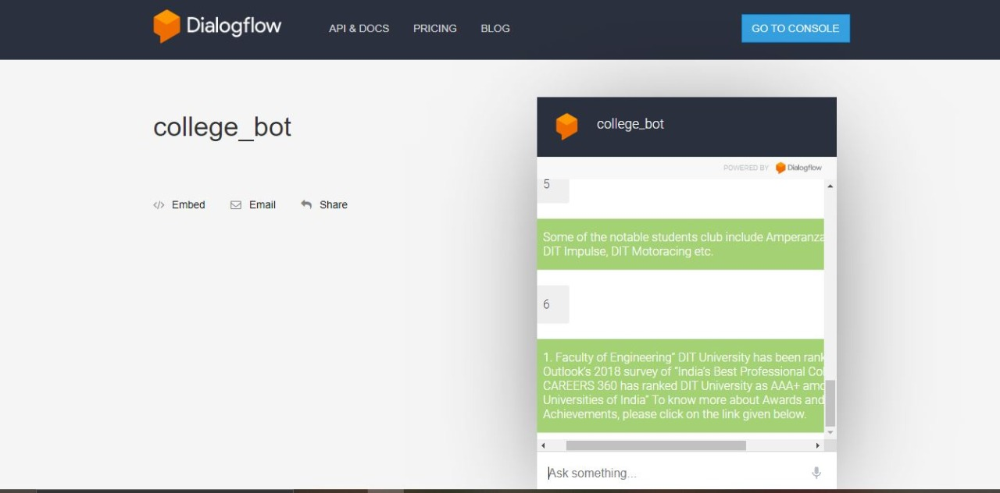 Dialogflow
API & DOCS
PRICING
BLOG
GO TO CONSOLE
college_bot
Embed
Email
Share
college_bot
POWERED BY Dialogflow
5
Some of the notable students club include Amperanza
DIT Impulse, DIT Motoracing etc.
6
1. Faculty of Engineering" DIT University has been rank
Outlook's 2018 survey of "India's Best Professional Col
CAREERS 360 has ranked DIT University as AAA+ amo
Universities of India" To know more about Awards and
Achievements, please click on the link given below.
Ask something...